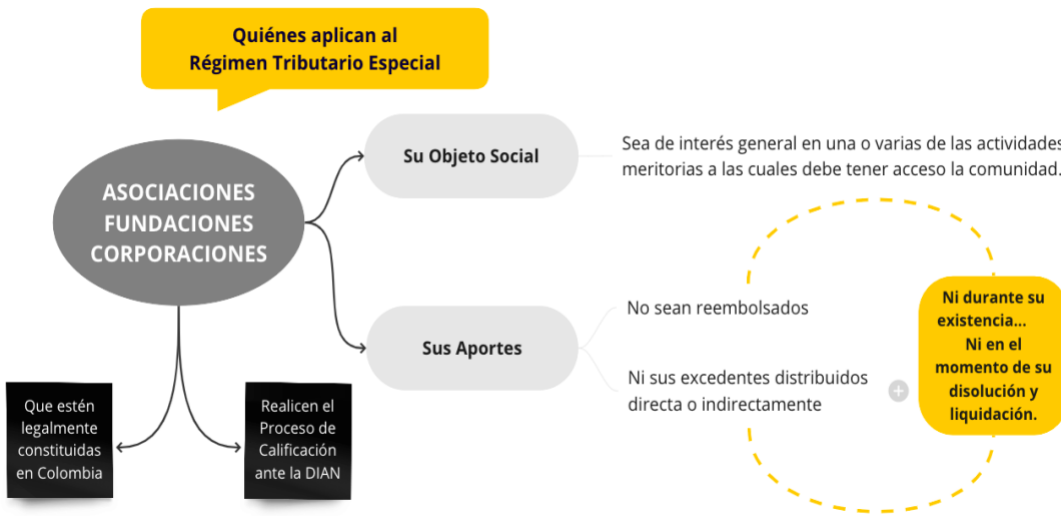 Quiénes aplican al
Régimen Tributario Especial
ASOCIACIONES
FUNDACIONES
CORPORACIONES
Su Objeto Social
Sea de interés general en una o varias de las actividades
meritorias a las cuales debe tener acceso la comunidad.
Sus Aportes
No sean reembolsados
Ni sus excedentes distribuidos
directa o indirectamente
+
Ni durante su
existencia...
Ni en el
momento de su
disolución y
liquidación.
Que estén
legalmente
constituidas
en Colombia
Realicen el
Proceso de
Calificación
ante la DIAN